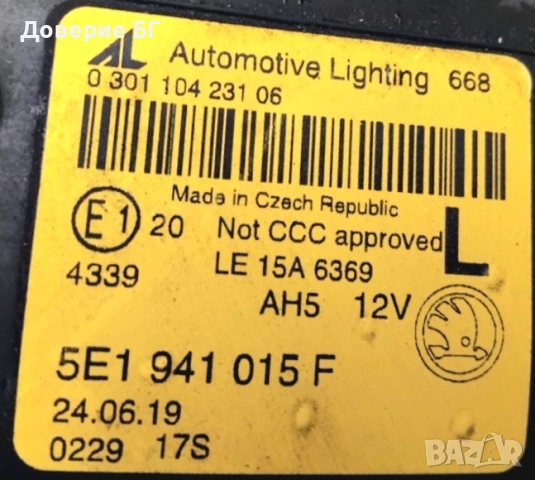 Доверие БГ
AL Automotive Lighting 668
0 301 104 231 06
Made in Czech Republic
E1 20 Not CCC approved L
4339 LE 15A 6369
AH5 12V
5E1 941 015 F
24.06.19
0229 17S
BAZAR